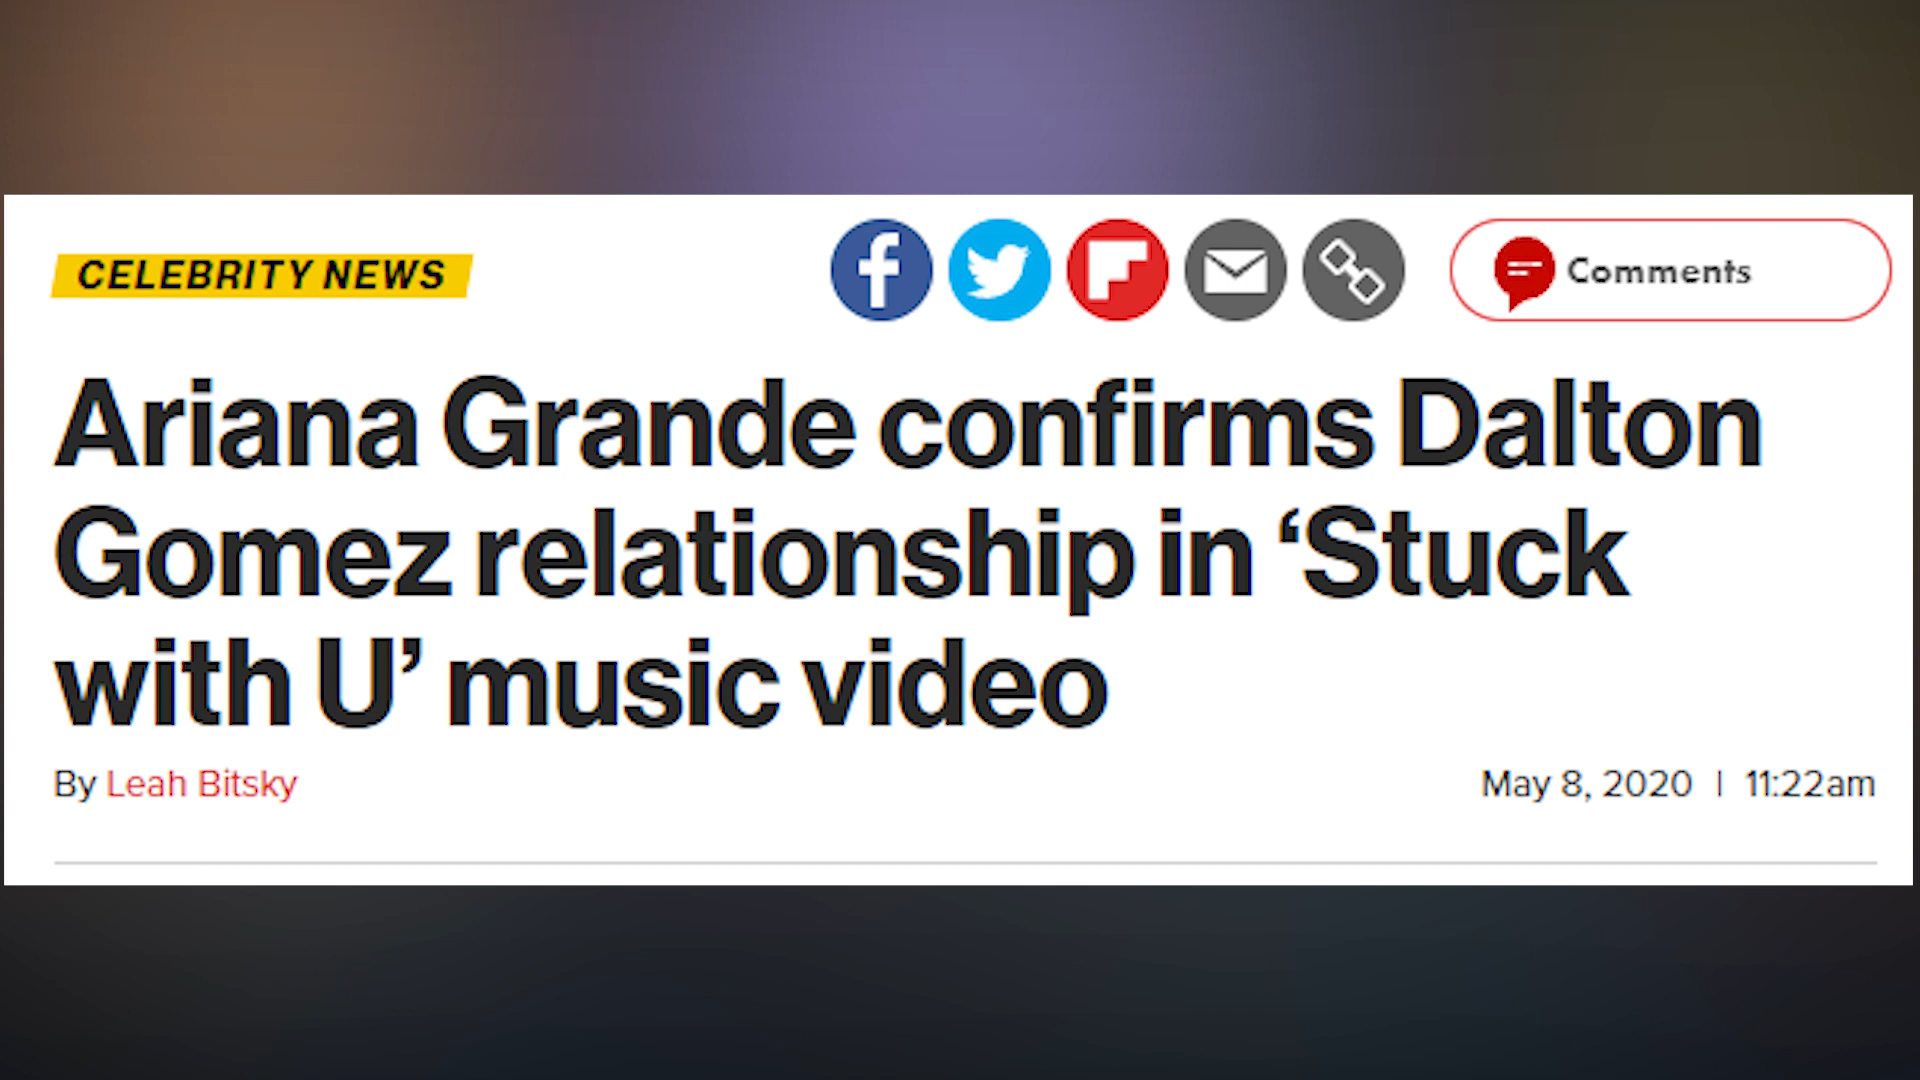 CELEBRITY NEWS
Comments
Ariana Grande confirms Dalton
Gomez relationship in ‘Stuck
with U’ music video
By Leah Bitsky
May 8, 2020 | 11:22am